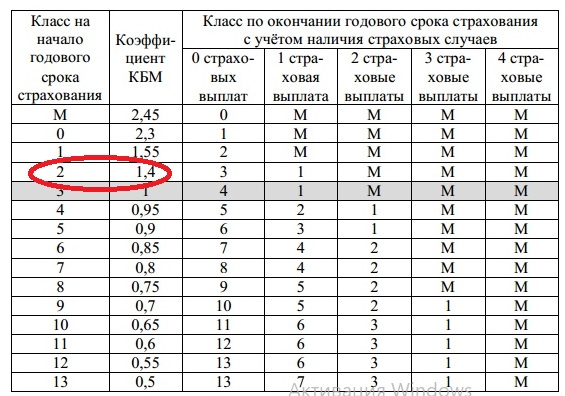 Класс на начало годового срока страхования
Коэффи-циент КБМ
Класс по окончании годового срока страхования с учётом наличия страховых случаев
0 страхо-вых выплат
1 стра-ховая выплата
2 стра-ховые выплаты
3 стра-ховые выплаты
4 стра-ховые выплаты
М 2,45 0 М М М М
0 2,3 1 М М М М
1 1,55 2 М М М М
2 1,4 3 1 М М М
3 1 4 1 М М М
4 0,95 5 2 1 М М
5 0,9 6 3 1 М М
6 0,85 7 4 2 М М
7 0,8 8 4 2 М М
8 0,75 9 5 2 М М
9 0,7 10 5 2 1 М
10 0,65 11 6 3 1 М
11 0,6 12 6 3 1 М
12 0,55 13 6 3 1 М
13 0,5 13 7 3 1 М
Активация Windows